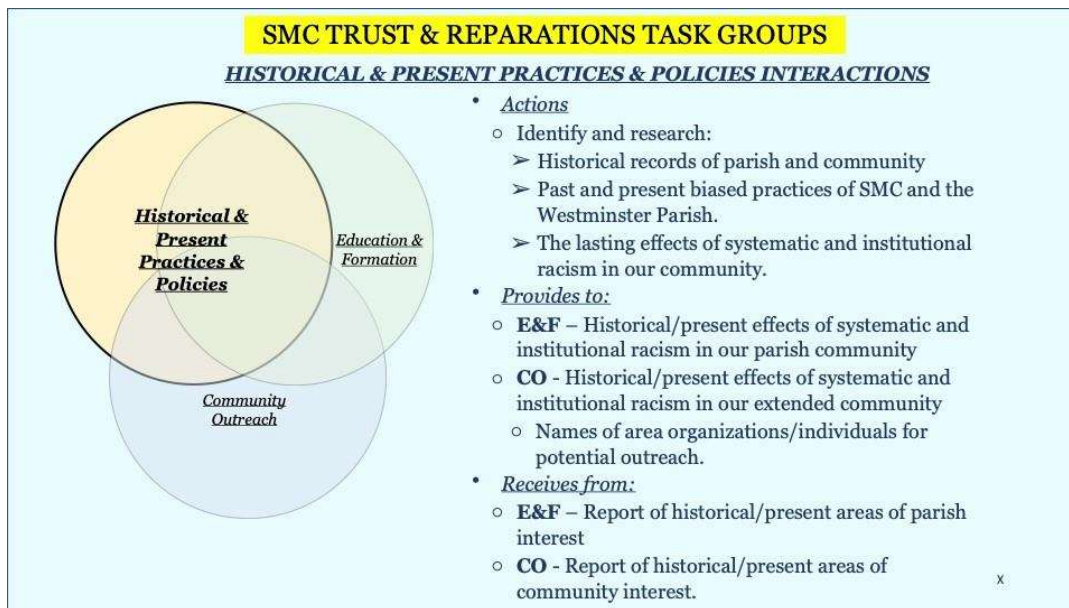 SMC TRUST & REPARATIONS TASK GROUPS
HISTORICAL & PRESENT PRACTICES & POLICIES INTERACTIONS
Historical &
Present
Practices &
Policies
Education &
Formation
Community
Outreach
• Actions
○ Identify and research:
➢ Historical records of parish and community
➢ Past and present biased practices of SMC and the
Westminster Parish.
➢ The lasting effects of systematic and institutional
racism in our community.
• Provides to:
○ E&F – Historical/present effects of systematic and
institutional racism in our parish community
○ CO - Historical/present effects of systematic and
institutional racism in our extended community
○ Names of area organizations/individuals for
potential outreach.
• Receives from:
○ E&F – Report of historical/present areas of parish
interest
○ CO - Report of historical/present areas of
community interest.
X